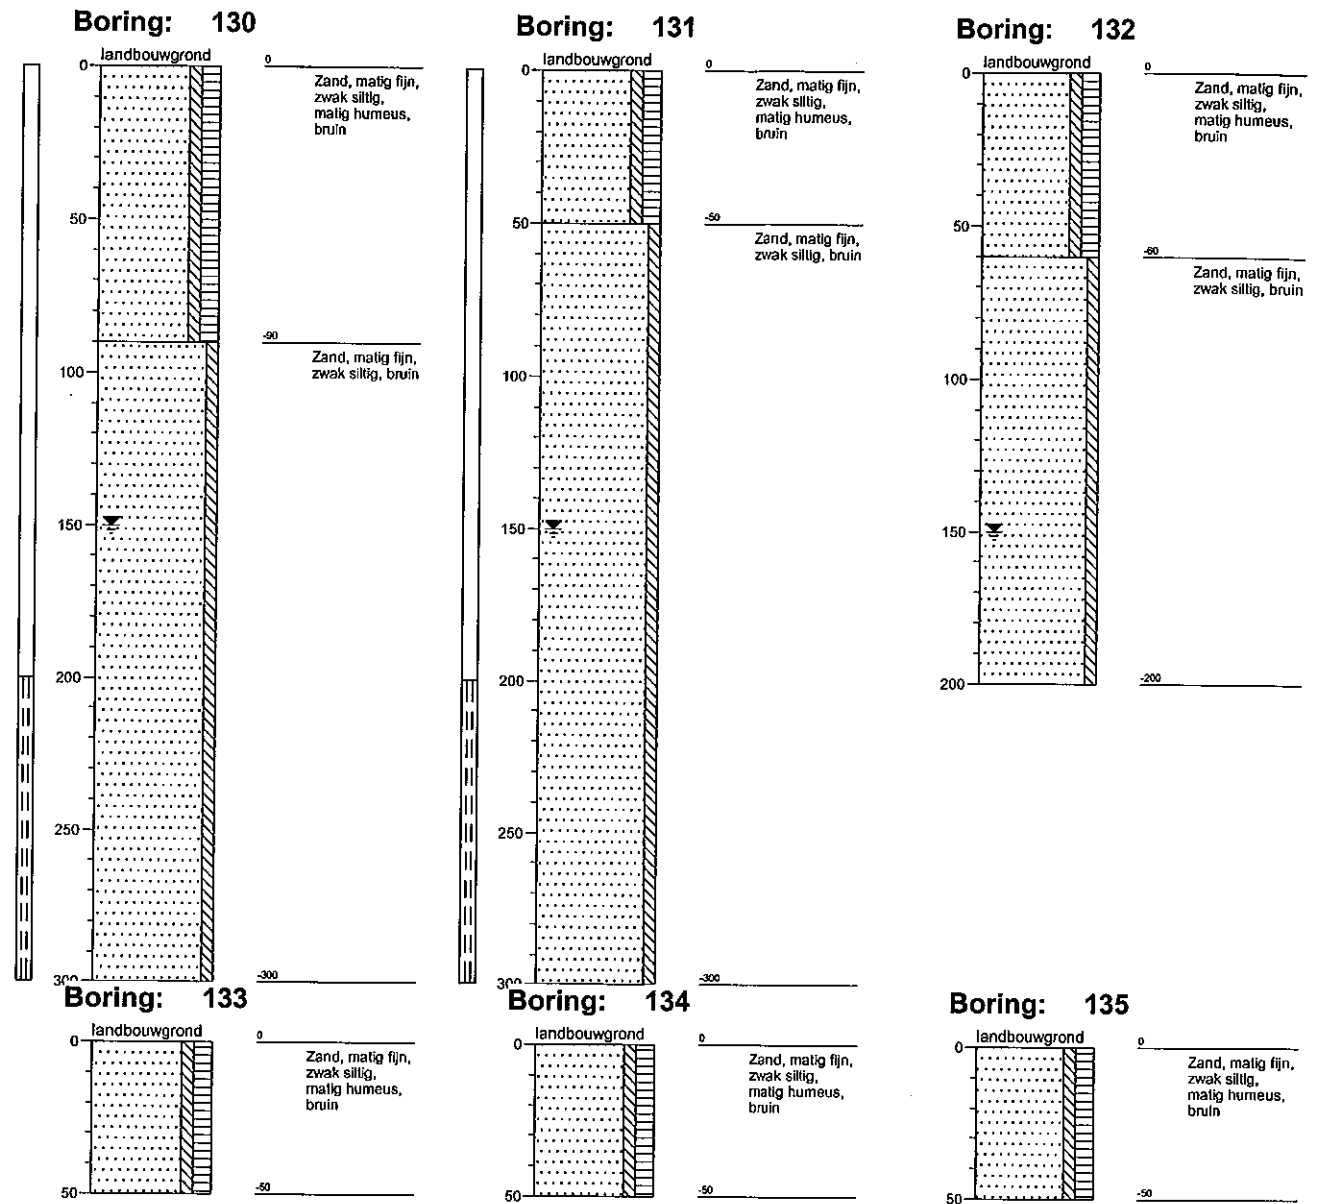 Boring: 130
landbouwgrond
0
50
100
150
200
250
300
0
Zand, matig fijn,
zwak siltig,
matig humeus,
bruin
-90
Zand, matig fijn,
zwak siltig, bruin
-300
Boring: 131
landbouwgrond
0
50
100
150
200
250
300
0
Zand, matig fijn,
zwak siltig,
matig humeus,
bruin
-50
Zand, matig fijn,
zwak siltig, bruin
-300
Boring: 132
landbouwgrond
0
50
100
150
200
0
Zand, matig fijn,
zwak siltig,
matig humeus,
bruin
-60
Zand, matig fijn,
zwak siltig, bruin
-200
Boring: 133
landbouwgrond
0
50
0
Zand, matig fijn,
zwak siltig,
matig humeus,
bruin
-50
Boring: 134
landbouwgrond
0
50
0
Zand, matig fijn,
zwak siltig,
matig humeus,
bruin
-50
Boring: 135
landbouwgrond
0
50
0
Zand, matig fijn,
zwak siltig,
matig humeus,
bruin
-50